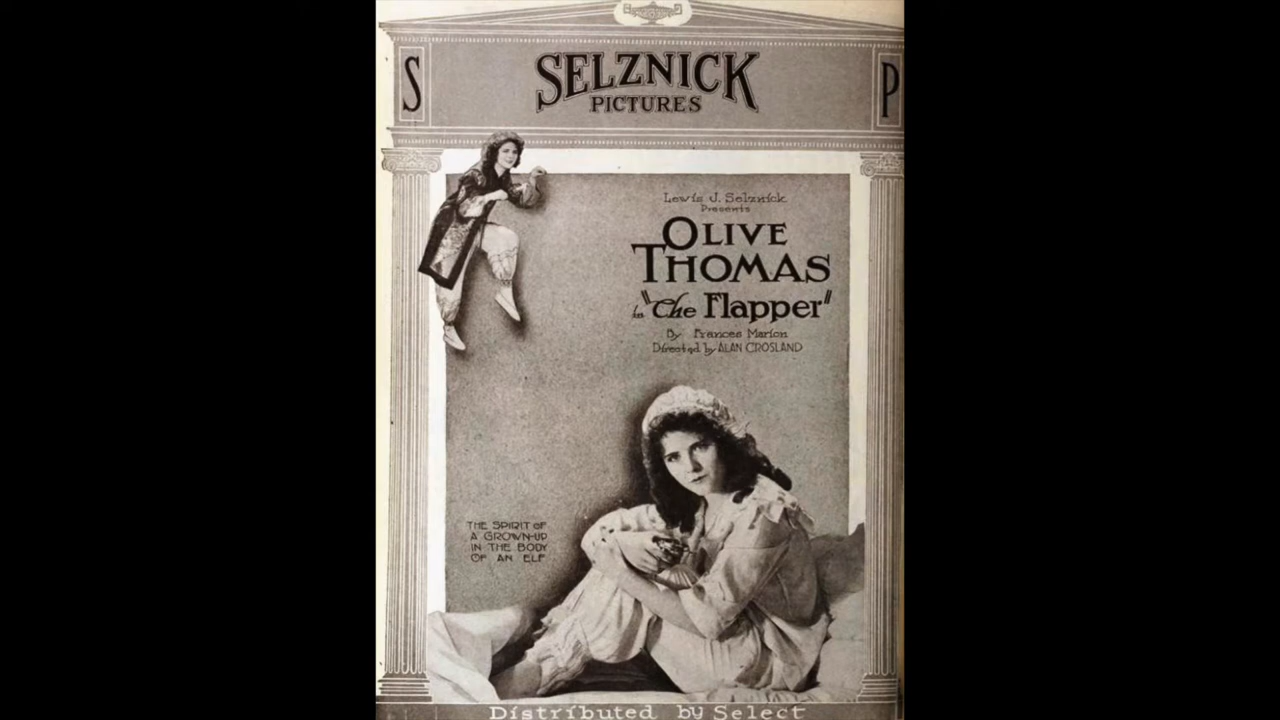 S
SELZNICK
PICTURES
P
Lewis J. Selznick
Presents
OLIVE
THOMAS
in "The Flapper"
By Frances Marion
Directed by ALAN CROSLAND
THE SPIRIT OF
A GROWN-UP
IN THE BODY
OF AN ELF
Distributed by Select